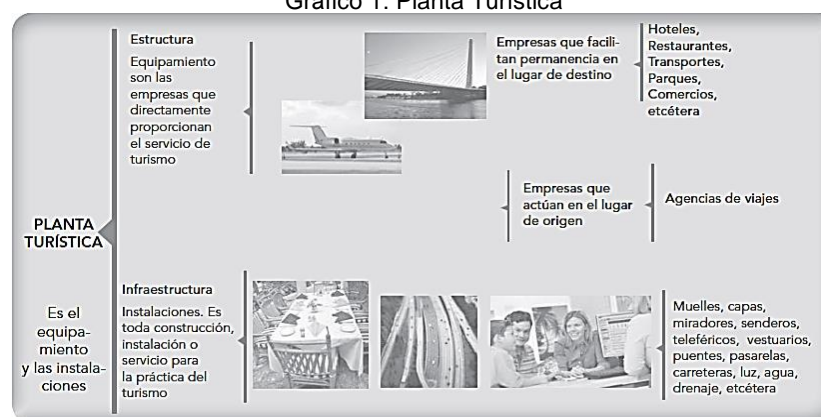 Gráfico 1. Planta Turística
PLANTA
TURÍSTICA
Es el
equipa-
miento
y las instala-
ciones
Estructura
Equipamiento
son las
empresas que
directamente
proporcionan
el servicio de
turismo
Empresas que facili-
tan permanencia en
el lugar de destino
Hoteles,
Restaurantes,
Transportes,
Parques,
Comercios,
etcétera
Empresas que
actúan en el lugar
de origen
Agencias de viajes
Infraestructura
Instalaciones. Es
toda construcción,
instalación o
servicio para
la práctica del
turismo
Muelles, capas,
miradores, senderos,
teleféricos, vestuarios,
puentes, pasarelas,
carreteras, luz, agua,
drenaje, etcétera